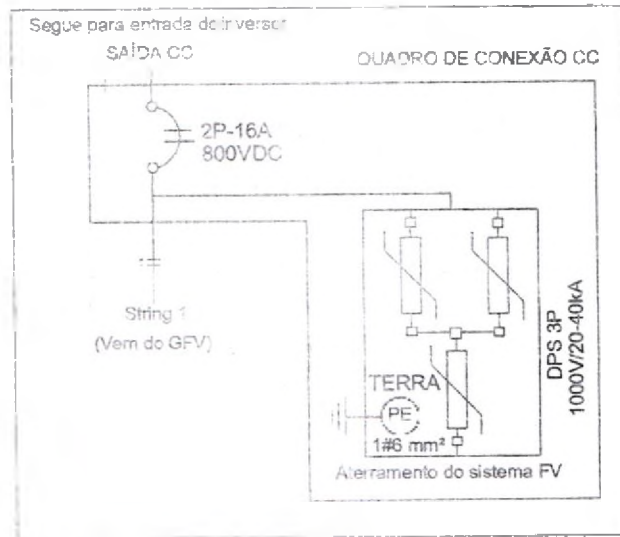 Segue para entrada do inversor
SAÍDA CC
QUADRO DE CONEXÃO CC
2P-16A
800VDC
String 1
(Vem do GFV)
DPS 3P
1000V/20-40kA
TERRA
PE
1#6 mm²
Aterramento do sistema FV